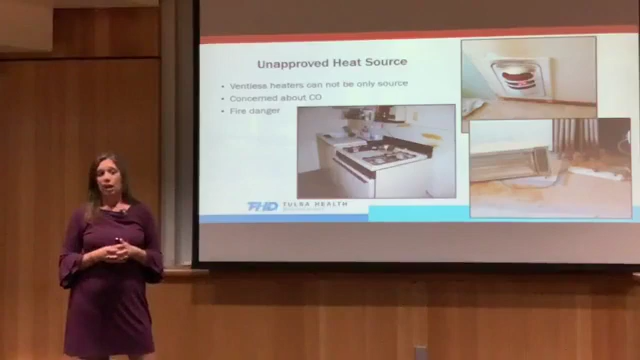 Unapproved Heat Source
• Ventless heaters can not be only source
• Concerned about CO
• Fire danger
THD TULSA HEALTH